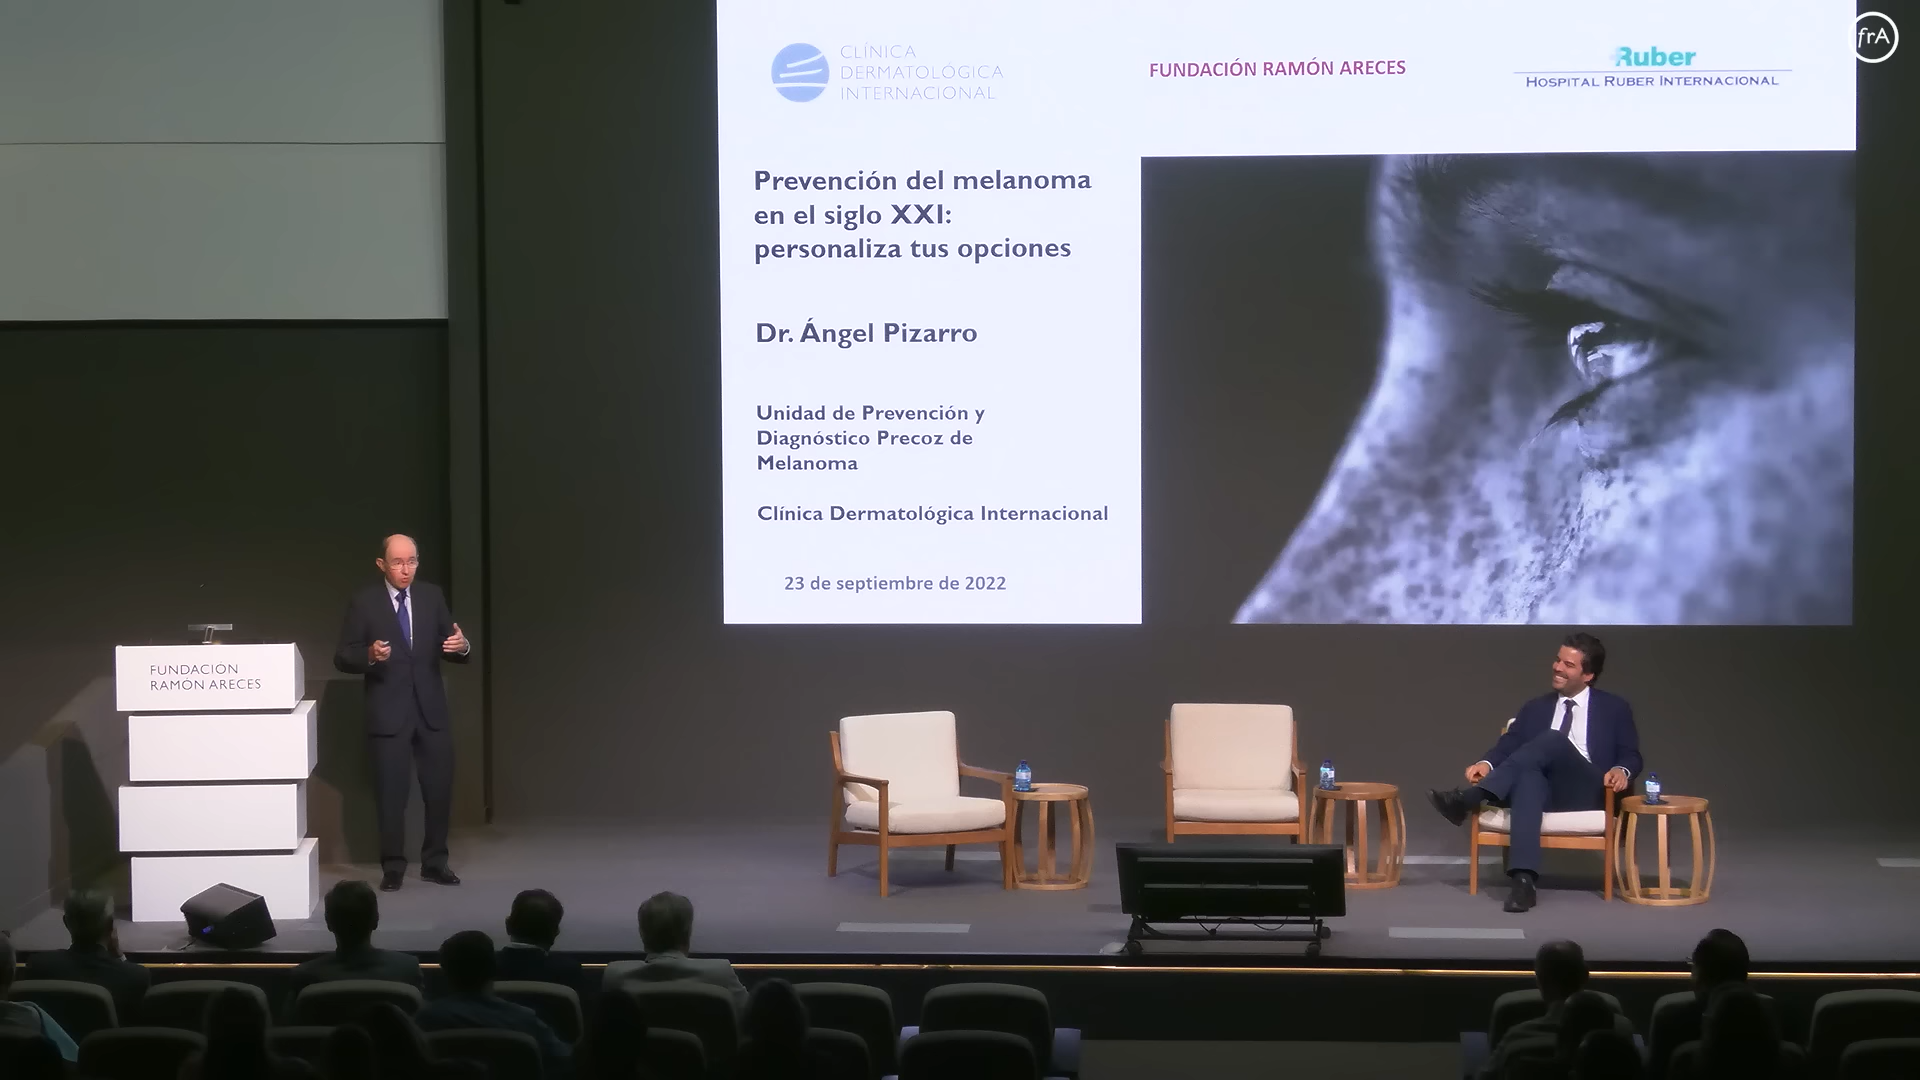 CLÍNICA
DERMATOLÓGICA
INTERNACIONAL
FUNDACIÓN RAMÓN ARECES
Ruber
HOSPITAL RUBER INTERNACIONAL
frA
Prevención del melanoma
en el siglo XXI:
personaliza tus opciones
Dr. Ángel Pizarro
Unidad de Prevención y
Diagnóstico Precoz de
Melanoma
Clínica Dermatológica Internacional
23 de septiembre de 2022
FUNDACIÓN
RAMÓN ARECES